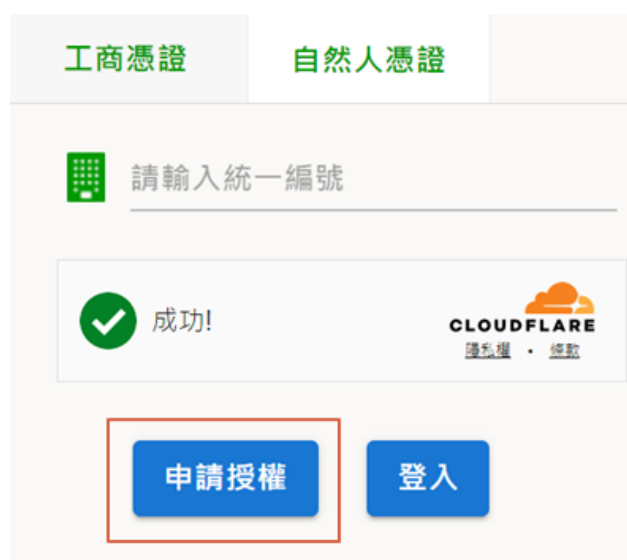 工商憑證 自然人憑證
請輸入統一編號
成功!
CLOUDFLARE
隱私權 • 條款
申請授權 登入